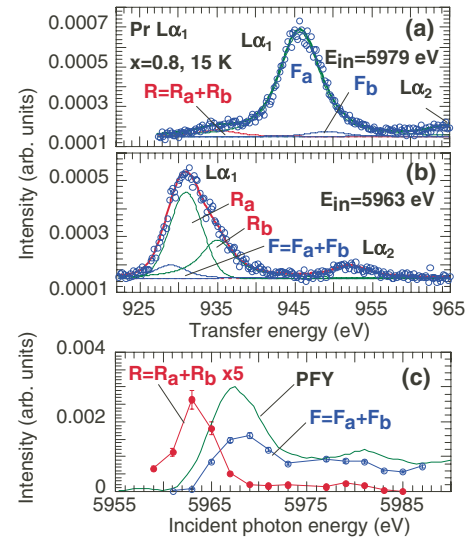 0.0007
0.0005
0.0003
0.0001
Pr Lα1
x=0.8, 15 K
Lα1
(a)
Ein=5979 eV
R=Ra+Rb
Fa
Fb
Lα2
Intensity (arb. units)
0.0005
0.0003
0.0001
Lα1
(b)
Ein=5963 eV
Ra
Rb
F=Fa+Fb
Lα2
925 935 945 955 965
Transfer energy (eV)
Intensity (arb. units)
0.004
0.002
0
R=Ra+Rb x5
PFY
(c)
F=Fa+Fb
5955 5965 5975 5985
Incident photon energy (eV)